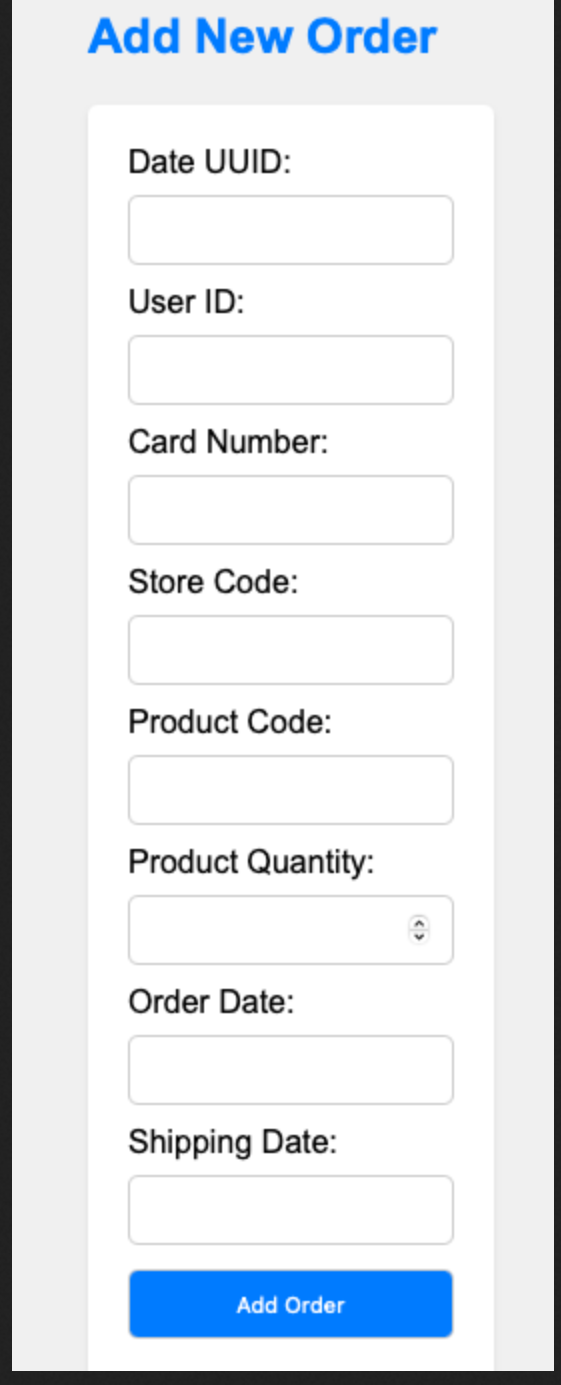 Add New Order
Date UUID:
User ID:
Card Number:
Store Code:
Product Code:
Product Quantity:
Order Date:
Shipping Date:
Add Order